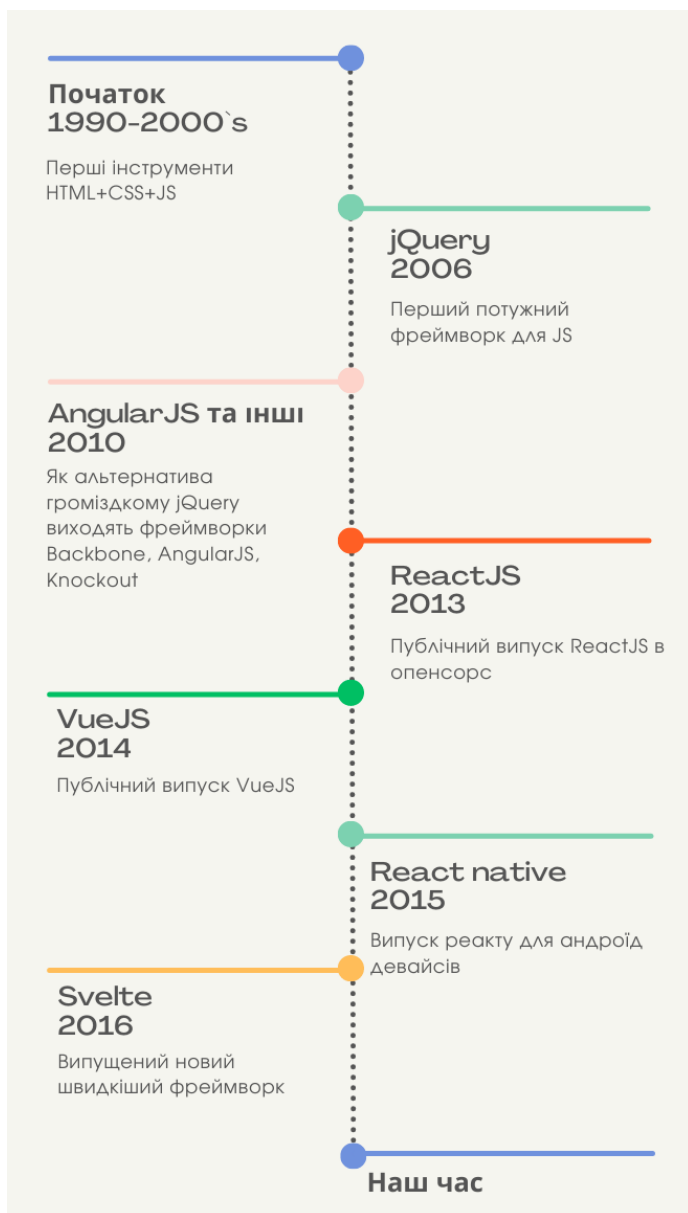 Початок
1990-2000`s
Перші інструменти
HTML+CSS+JS
jQuery
2006
Перший потужний
фреймворк для JS
AngularJS та інші
2010
Як альтернатива
громіздкому jQuery
виходять фреймворки
Backbone, AngularJS,
Knockout
ReactJS
2013
Публічний випуск ReactJS в
опенсорс
VueJS
2014
Публічний випуск VueJS
React native
2015
Випуск реакту для андроїд
девайсів
Svelte
2016
Випущений новий
швидкіший фреймворк
Наш час